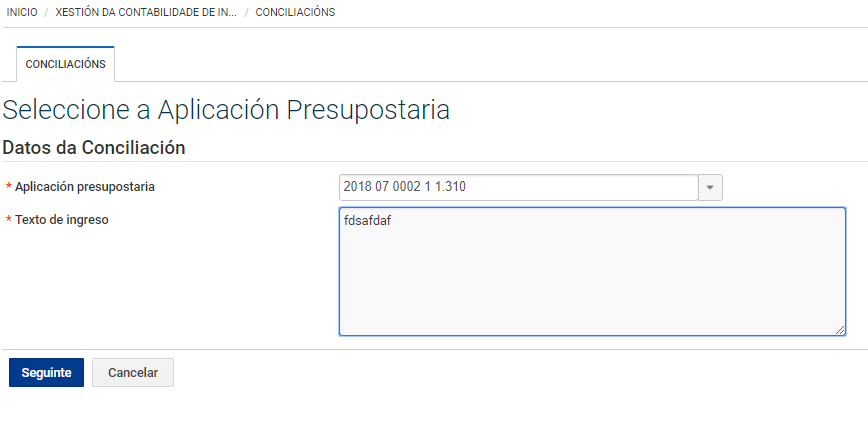 INICIO / XESTIÓN DA CONTABILIDADE DE IN... / CONCILIACIÓNS
CONCILIACIÓNS
Seleccione a Aplicación Presupostaria
Datos da Conciliación
* Aplicación presupostaria 2018 07 0002 1 1.310
* Texto de ingreso fdsafdaf
Seguinte Cancelar